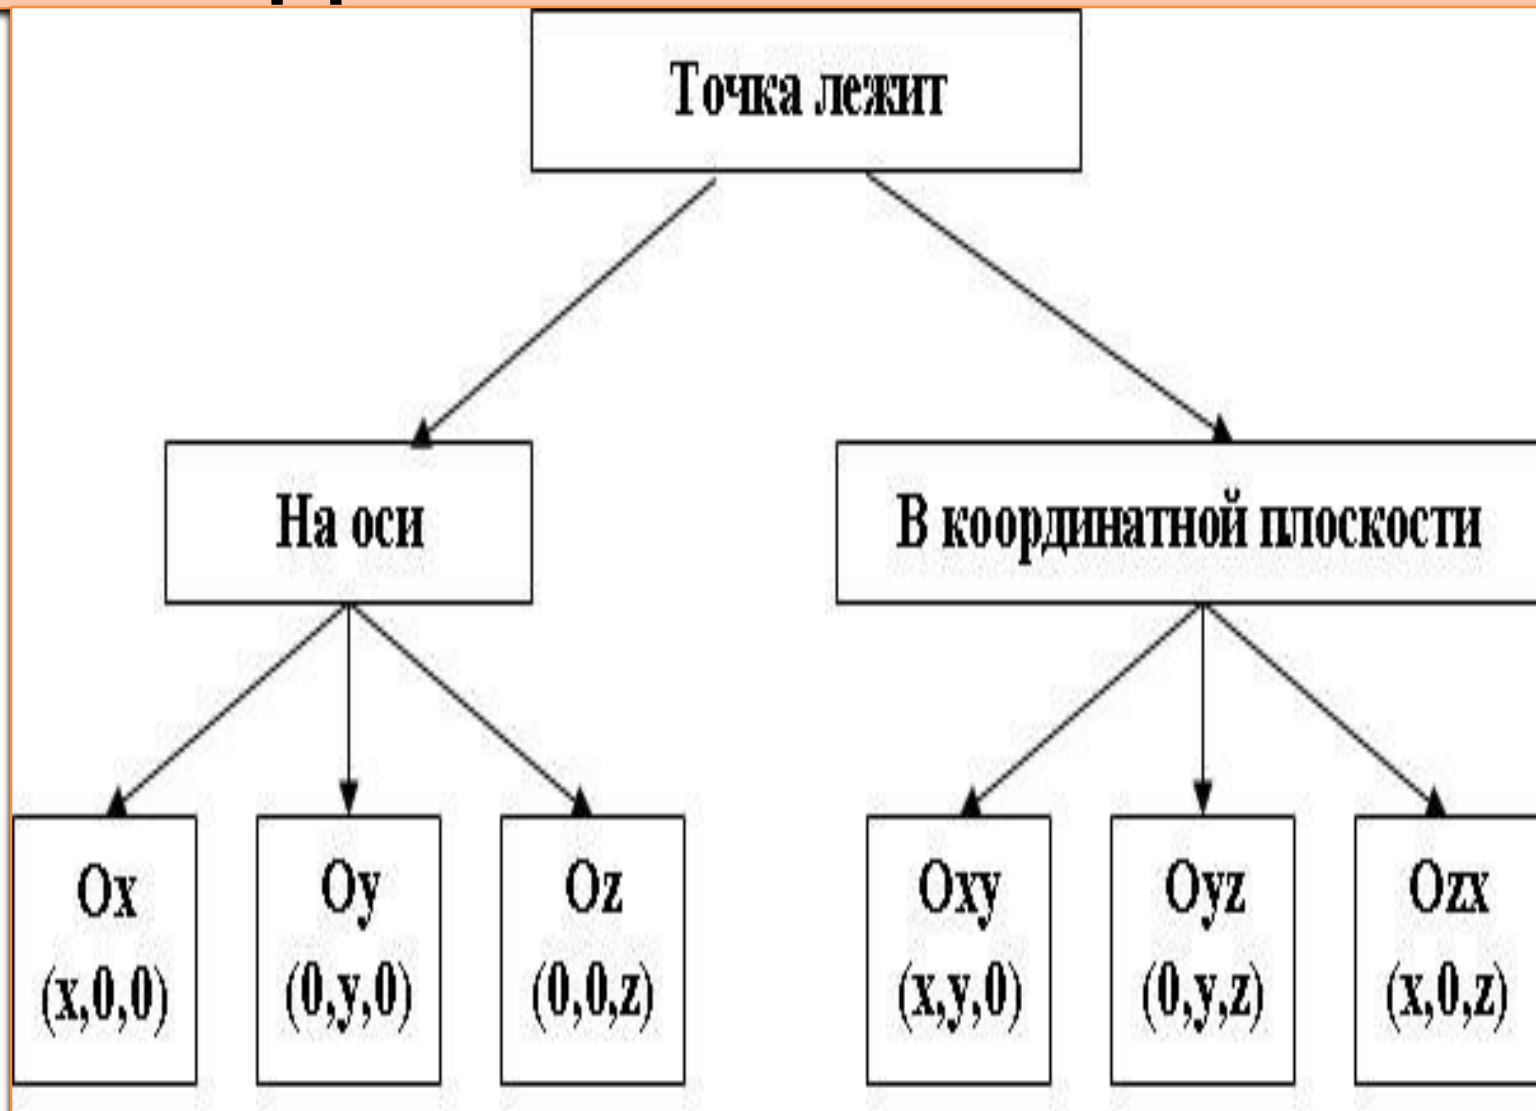 Точка лежит
На оси
В координатной плоскости
Ox
(x,0,0)
Oy
(0,y,0)
Oz
(0,0,z)
Oxy
(x,y,0)
Oyz
(0,y,z)
Ozx
(x,0,z)